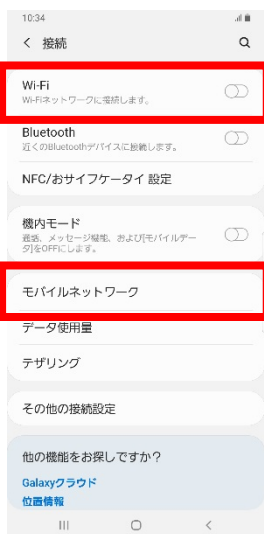 10:34
接続
Wi-Fi
Wi-Fiネットワークに接続します。
Bluetooth
近くのBluetoothデバイスに接続します。
NFC/おサイフケータイ 設定
機内モード
通話、メッセージ機能、および[モバイルデー
タ]をOFFにします。
モバイルネットワーク
データ使用量
テザリング
その他の接続設定
他の機能をお探しですか？
Galaxyクラウド
位置情報